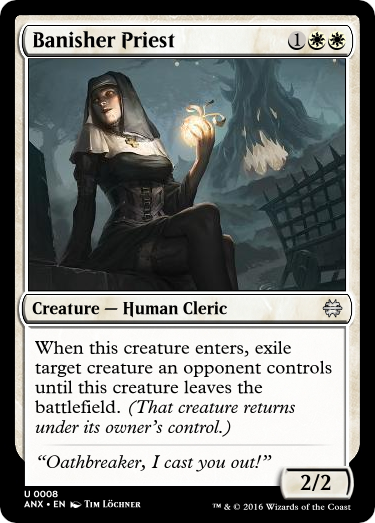 Banisher Priest 1
Creature — Human Cleric
When this creature enters, exile
target creature an opponent controls
until this creature leaves the
battlefield. (That creature returns
under its owner's control.)
“Oathbreaker, I cast you out!”
2/2
U 0008
ANX • EN Tim Löchner
™ & © 2016 Wizards of the Coast